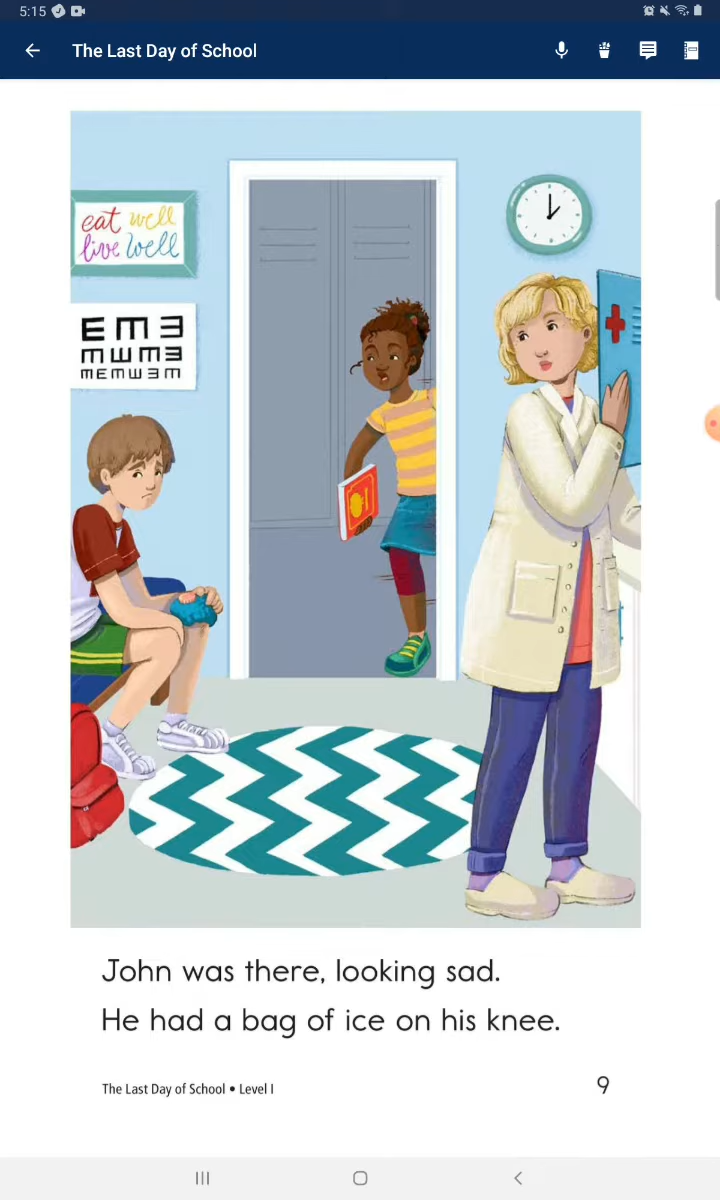 5:15
The Last Day of School
eat well
live well
E M Ǝ
M W M Ǝ
M E M W Ǝ M
John was there, looking sad.
He had a bag of ice on his knee.
The Last Day of School • Level I
9